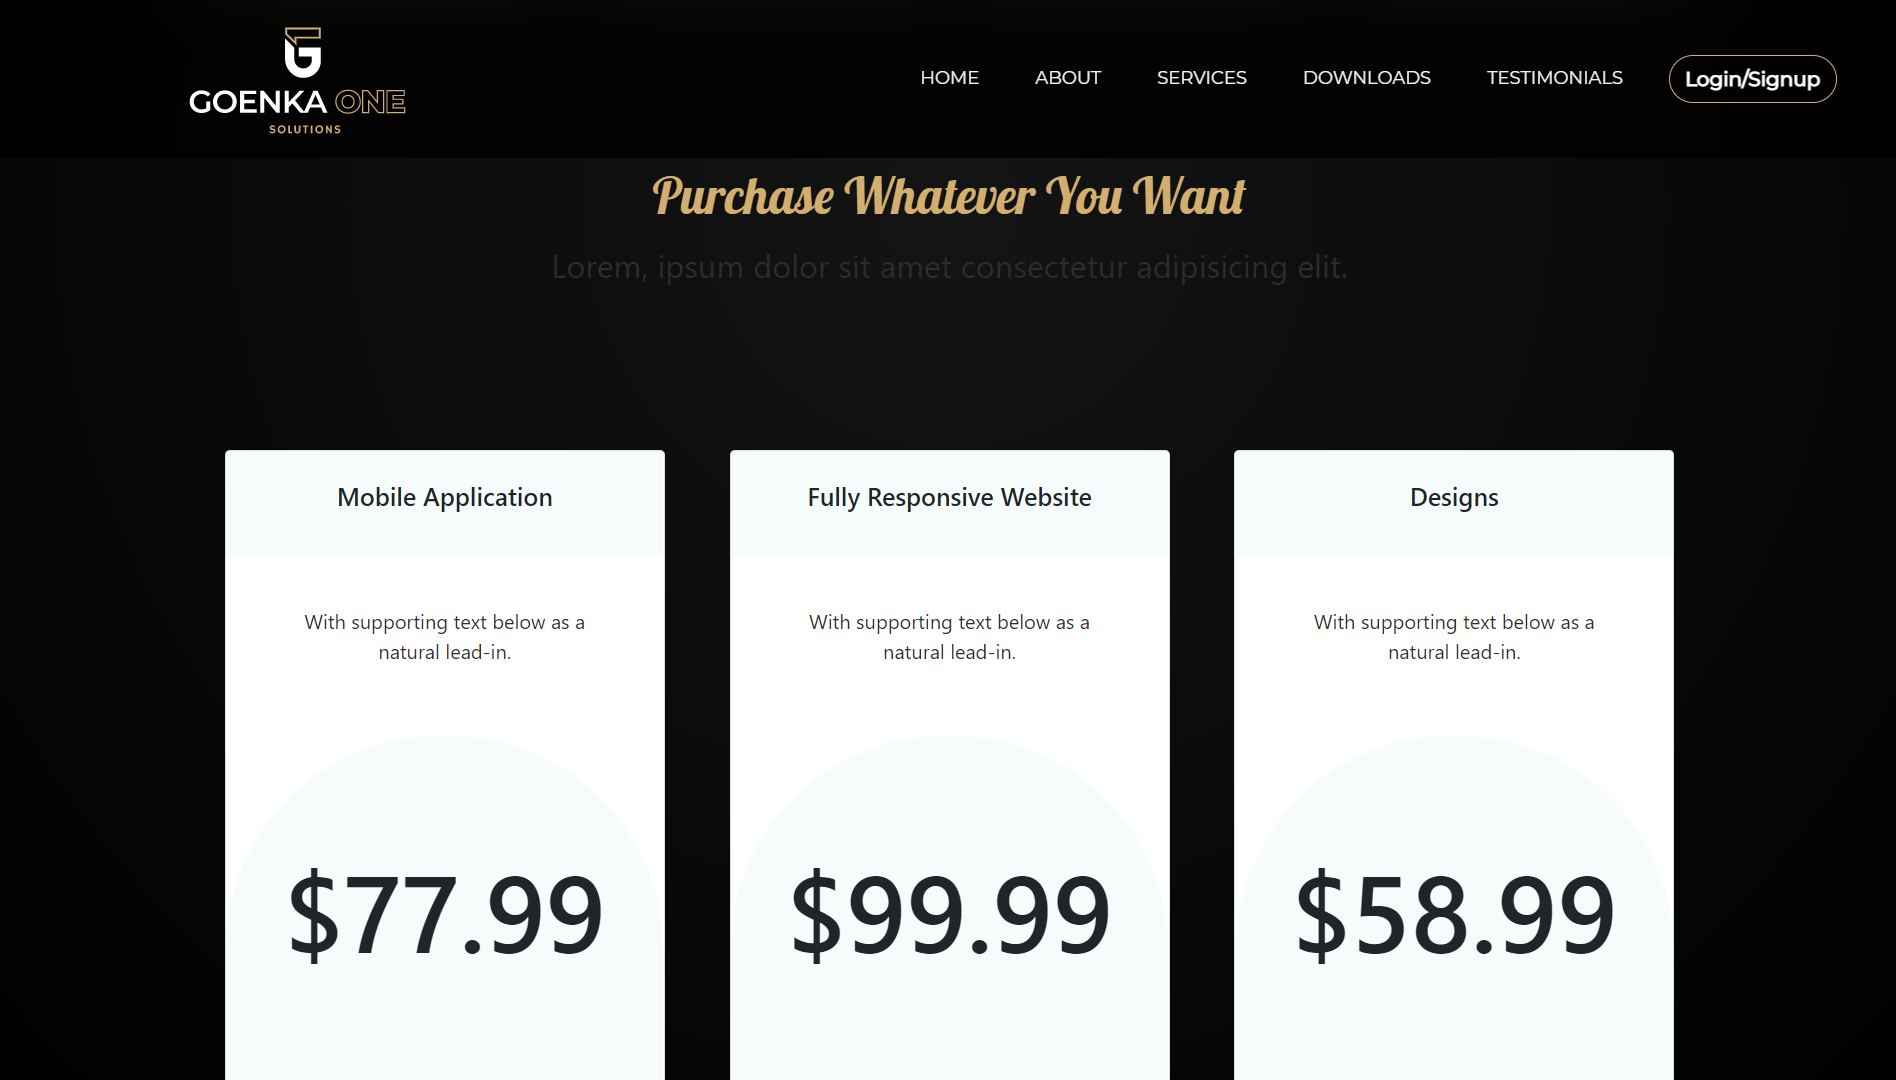 GOENKA ONE
SOLUTIONS
HOME ABOUT SERVICES DOWNLOADS TESTIMONIALS Login/Signup
Purchase Whatever You Want
Lorem, ipsum dolor sit amet consectetur adipisicing elit.
Mobile Application
With supporting text below as a
natural lead-in.
$77.99
Fully Responsive Website
With supporting text below as a
natural lead-in.
$99.99
Designs
With supporting text below as a
natural lead-in.
$58.99